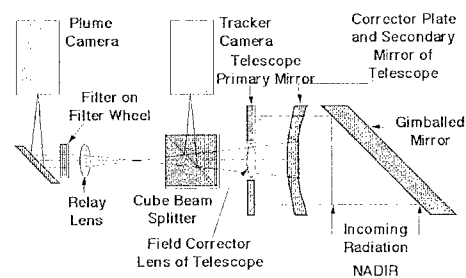 Plume
Camera
Tracker
Camera
Corrector Plate
and Secondary
Mirror of
Telescope
Telescope
Primary Mirror
Filter on
Filter Wheel
Gimballed
Mirror
Relay
Lens
Cube Beam
Splitter
Field Corrector
Lens of Telescope
Incoming
Radiation
NADIR